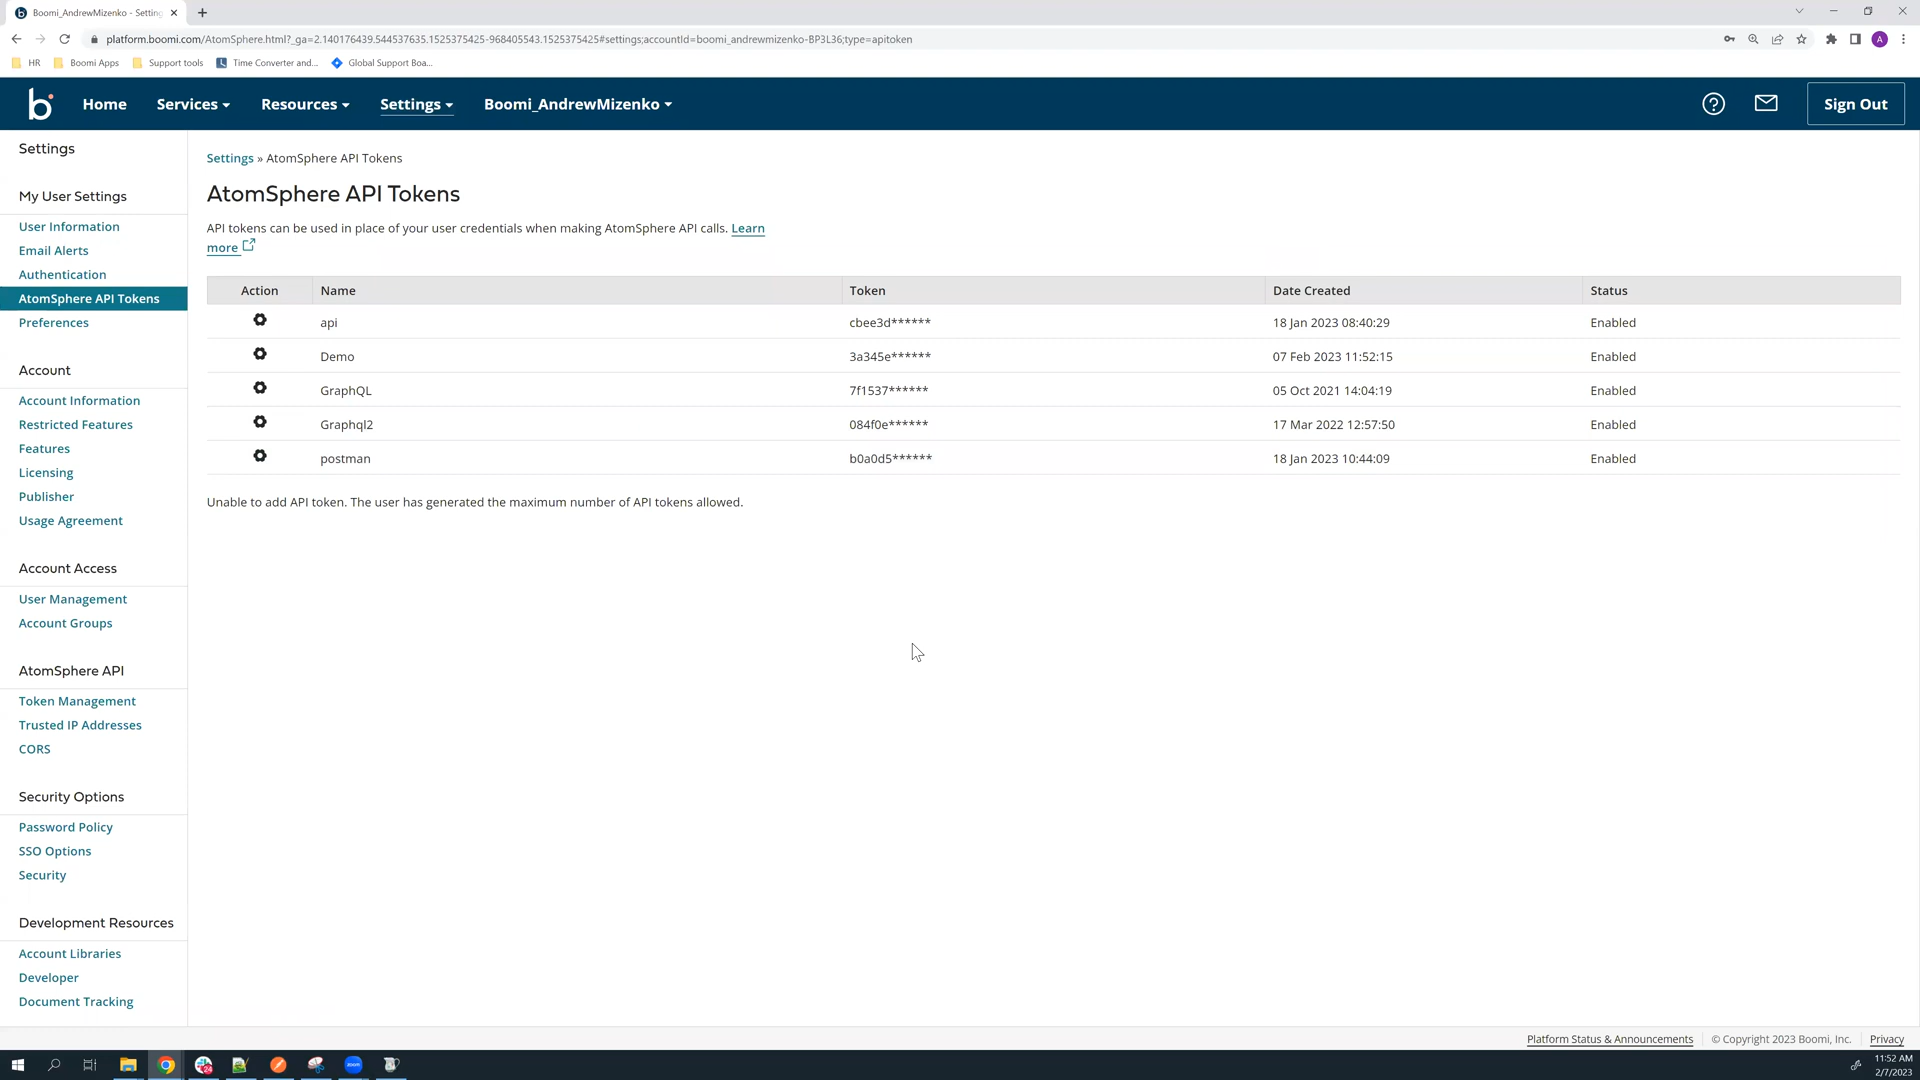 Boomi_AndrewMizenko - Settin
platform.boomi.com/AtomSphere.html?_ga=2.140176439.544537635.1525375425-968405543.1525375425#settings;accountId=boomi_andrewmizenko-BP3L36;type=apitoken
A
HR Boomi Apps Support tools Time Converter and... Global Support Boa...
b Home Services Resources Settings Boomi_AndrewMizenko ? Sign Out
Settings
My User Settings
User Information
Email Alerts
Authentication
AtomSphere API Tokens
Preferences
Account
Account Information
Restricted Features
Features
Licensing
Publisher
Usage Agreement
Account Access
User Management
Account Groups
AtomSphere API
Token Management
Trusted IP Addresses
CORS
Security Options
Password Policy
SSO Options
Security
Development Resources
Account Libraries
Developer
Document Tracking
Settings » AtomSphere API Tokens
AtomSphere API Tokens
API tokens can be used in place of your user credentials when making AtomSphere API calls. Learn
more
Action Name Token Date Created Status
api cbee3d****** 18 Jan 2023 08:40:29 Enabled
Demo 3a345e****** 07 Feb 2023 11:52:15 Enabled
GraphQL 7f1537****** 05 Oct 2021 14:04:19 Enabled
Graphql2 084f0e****** 17 Mar 2022 12:57:50 Enabled
postman b0a0d5****** 18 Jan 2023 10:44:09 Enabled
Unable to add API token. The user has generated the maximum number of API tokens allowed.
Platform Status & Announcements © Copyright 2023 Boomi, Inc. Privacy
11:52 AM
2/7/2023